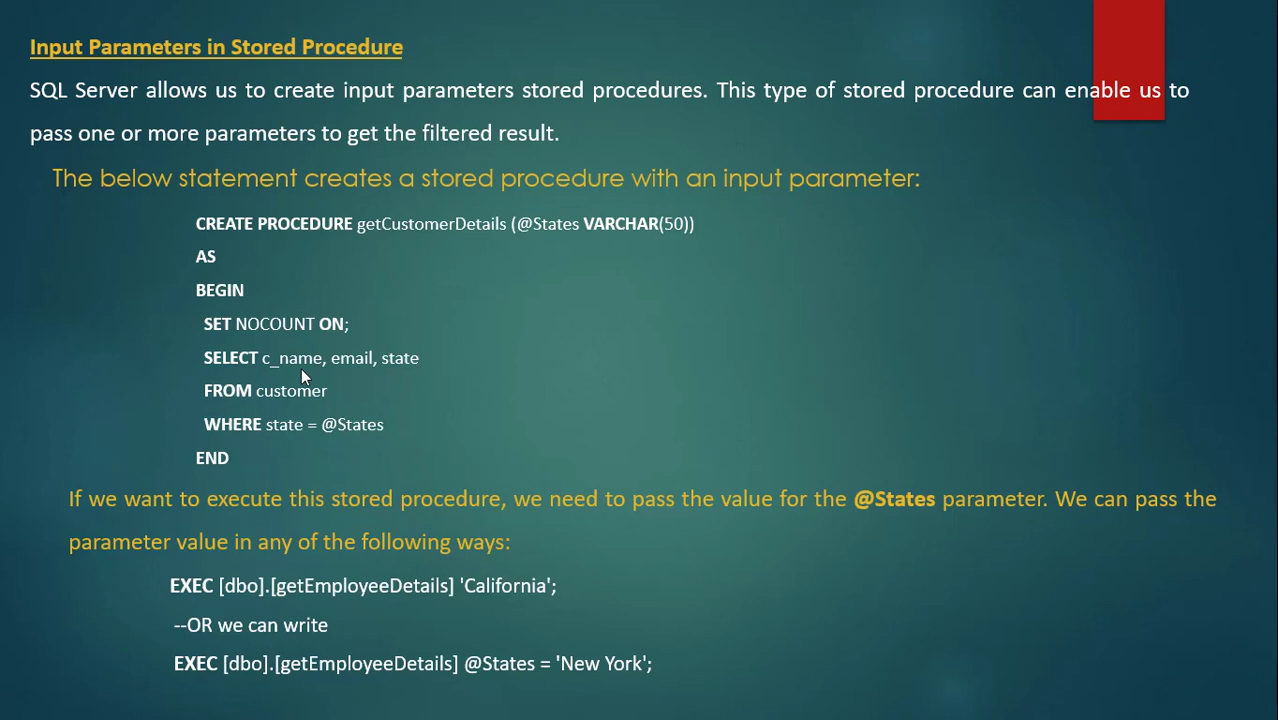 Input Parameters in Stored Procedure
SQL Server allows us to create input parameters stored procedures. This type of stored procedure can enable us to
pass one or more parameters to get the filtered result.
The below statement creates a stored procedure with an input parameter:
CREATE PROCEDURE getCustomerDetails (@States VARCHAR(50))
AS
BEGIN
SET NOCOUNT ON;
SELECT c_name, email, state
FROM customer
WHERE state = @States
END
If we want to execute this stored procedure, we need to pass the value for the @States parameter. We can pass the
parameter value in any of the following ways:
EXEC [dbo].[getEmployeeDetails] 'California';
--OR we can write
EXEC [dbo].[getEmployeeDetails] @States = 'New York';